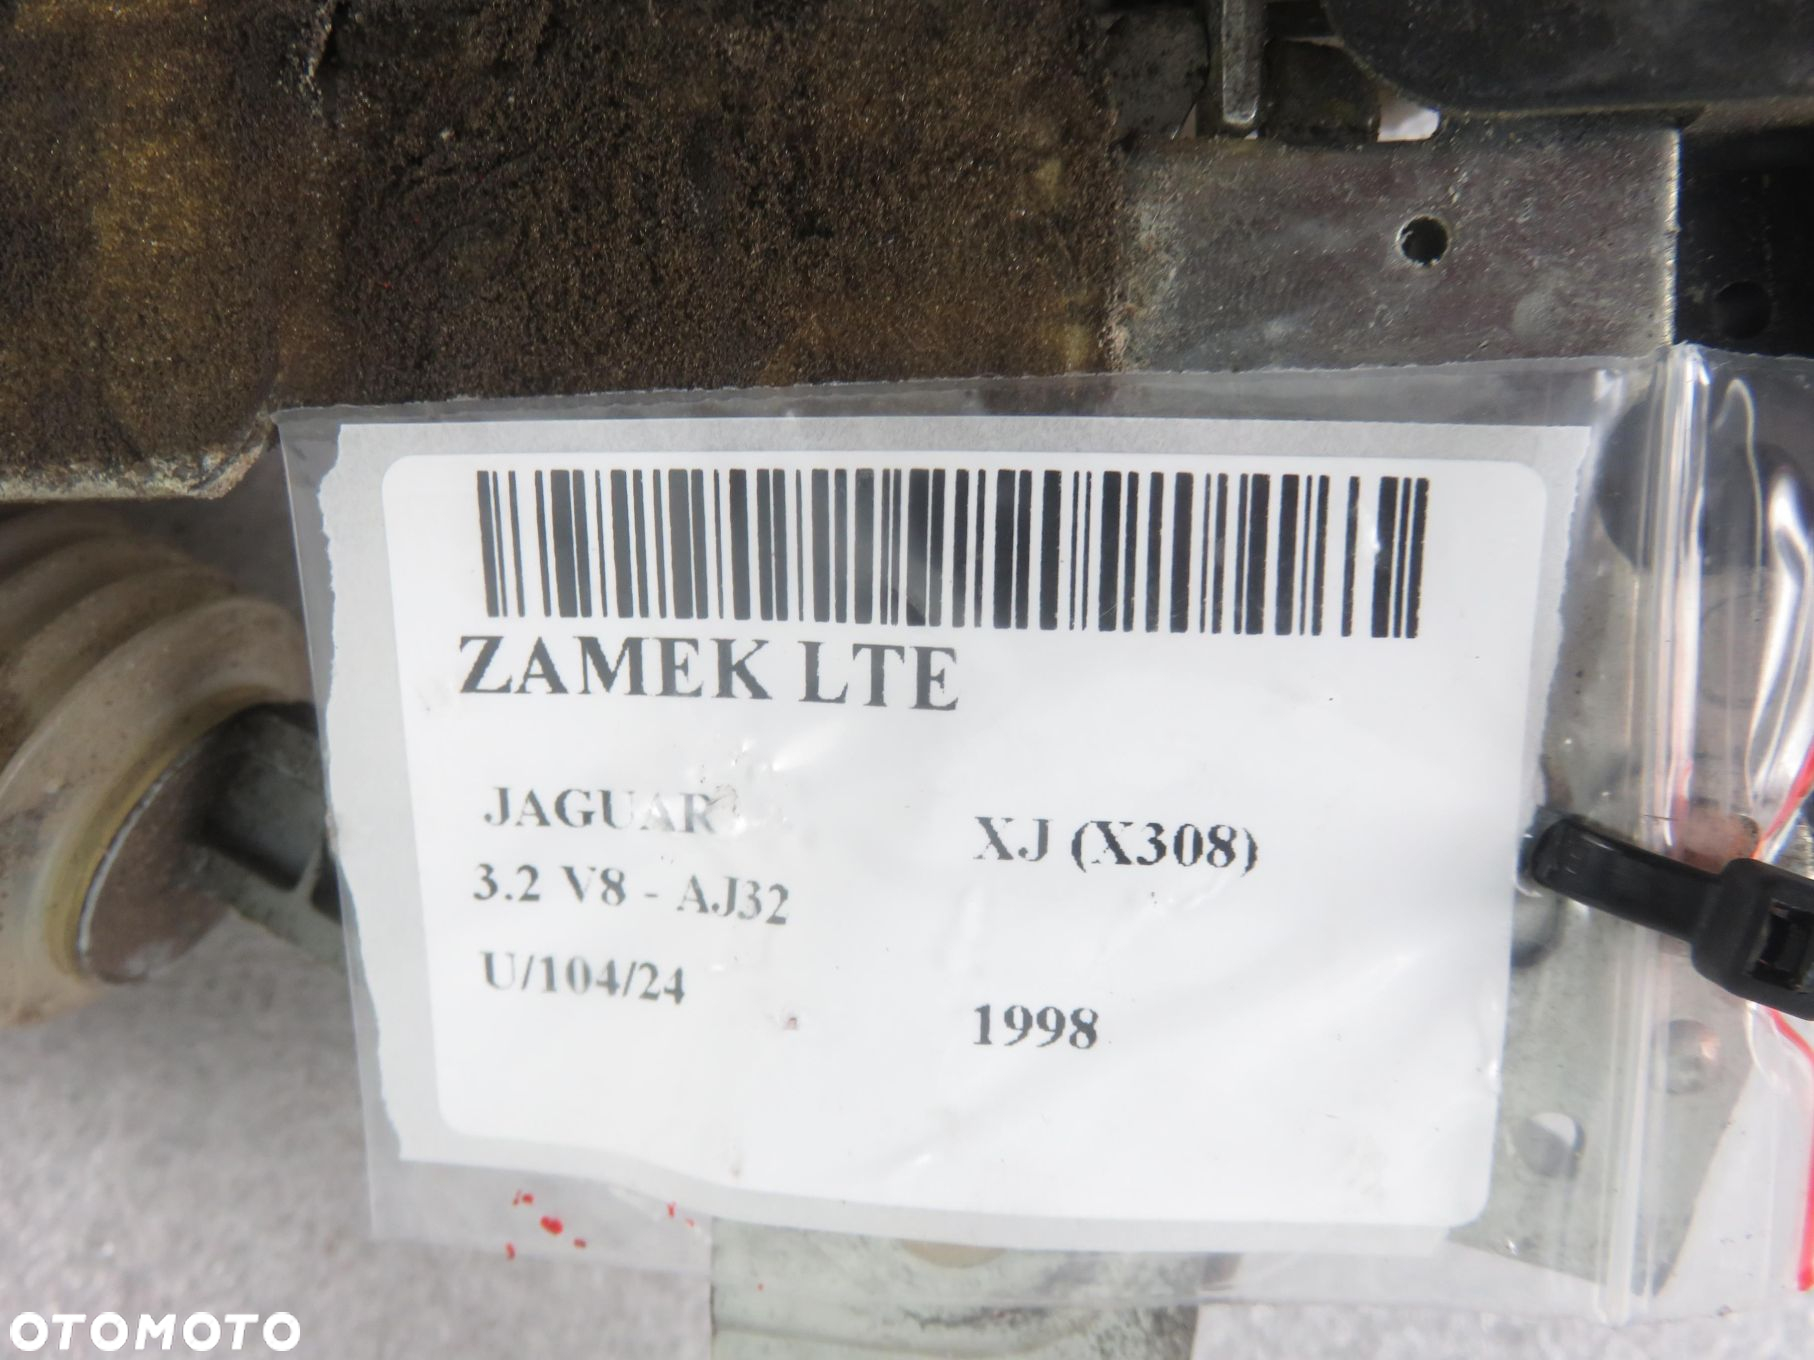 ZAMEK LTE
JAGUAR
XJ (X308)
3.2 V8 - AJ32
U/104/24
1998
OTOMOTO